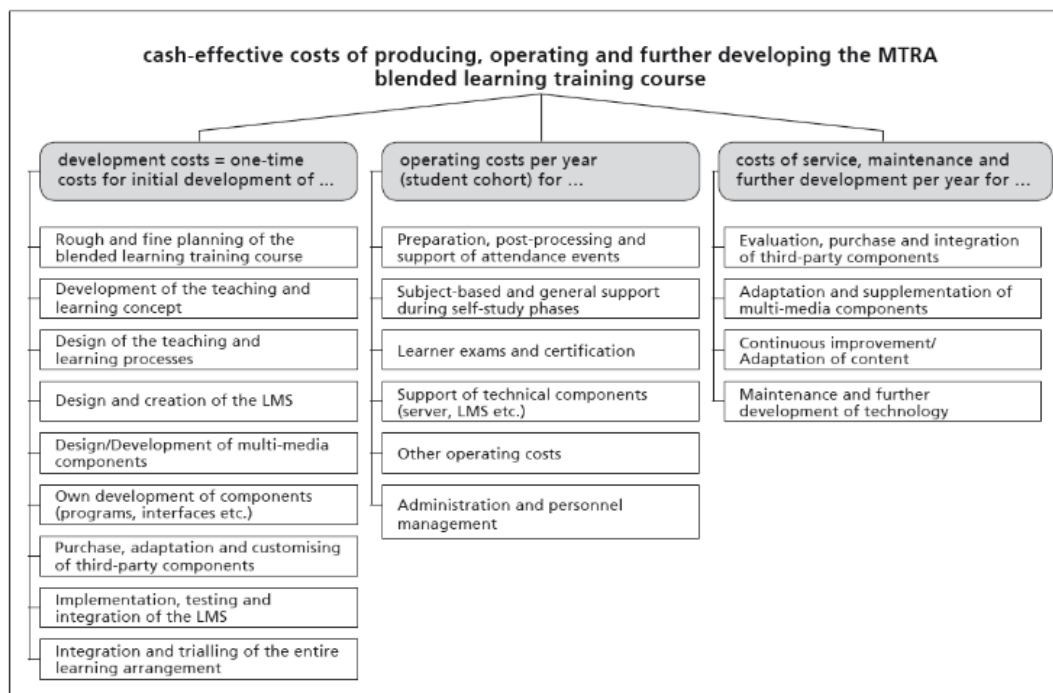 cash-effective costs of producing, operating and further developing the MTRA
blended learning training course
development costs = one-time
costs for initial development of ...
Rough and fine planning of the
blended learning training course
Development of the teaching and
learning concept
Design of the teaching and
learning processes
Design and creation of the LMS
Design/Development of multi-media
components
Own development of components
(programs, interfaces etc.)
Purchase, adaptation and customising
of third-party components
Implementation, testing and
integration of the LMS
Integration and trialling of the entire
learning arrangement
operating costs per year
(student cohort) for ...
Preparation, post-processing and
support of attendance events
Subject-based and general support
during self-study phases
Learner exams and certification
Support of technical components
(server, LMS etc.)
Other operating costs
Administration and personnel
management
costs of service, maintenance and
further development per year for ...
Evaluation, purchase and integration
of third-party components
Adaptation and supplementation of
multi-media components
Continuous improvement/
Adaptation of content
Maintenance and further
development of technology